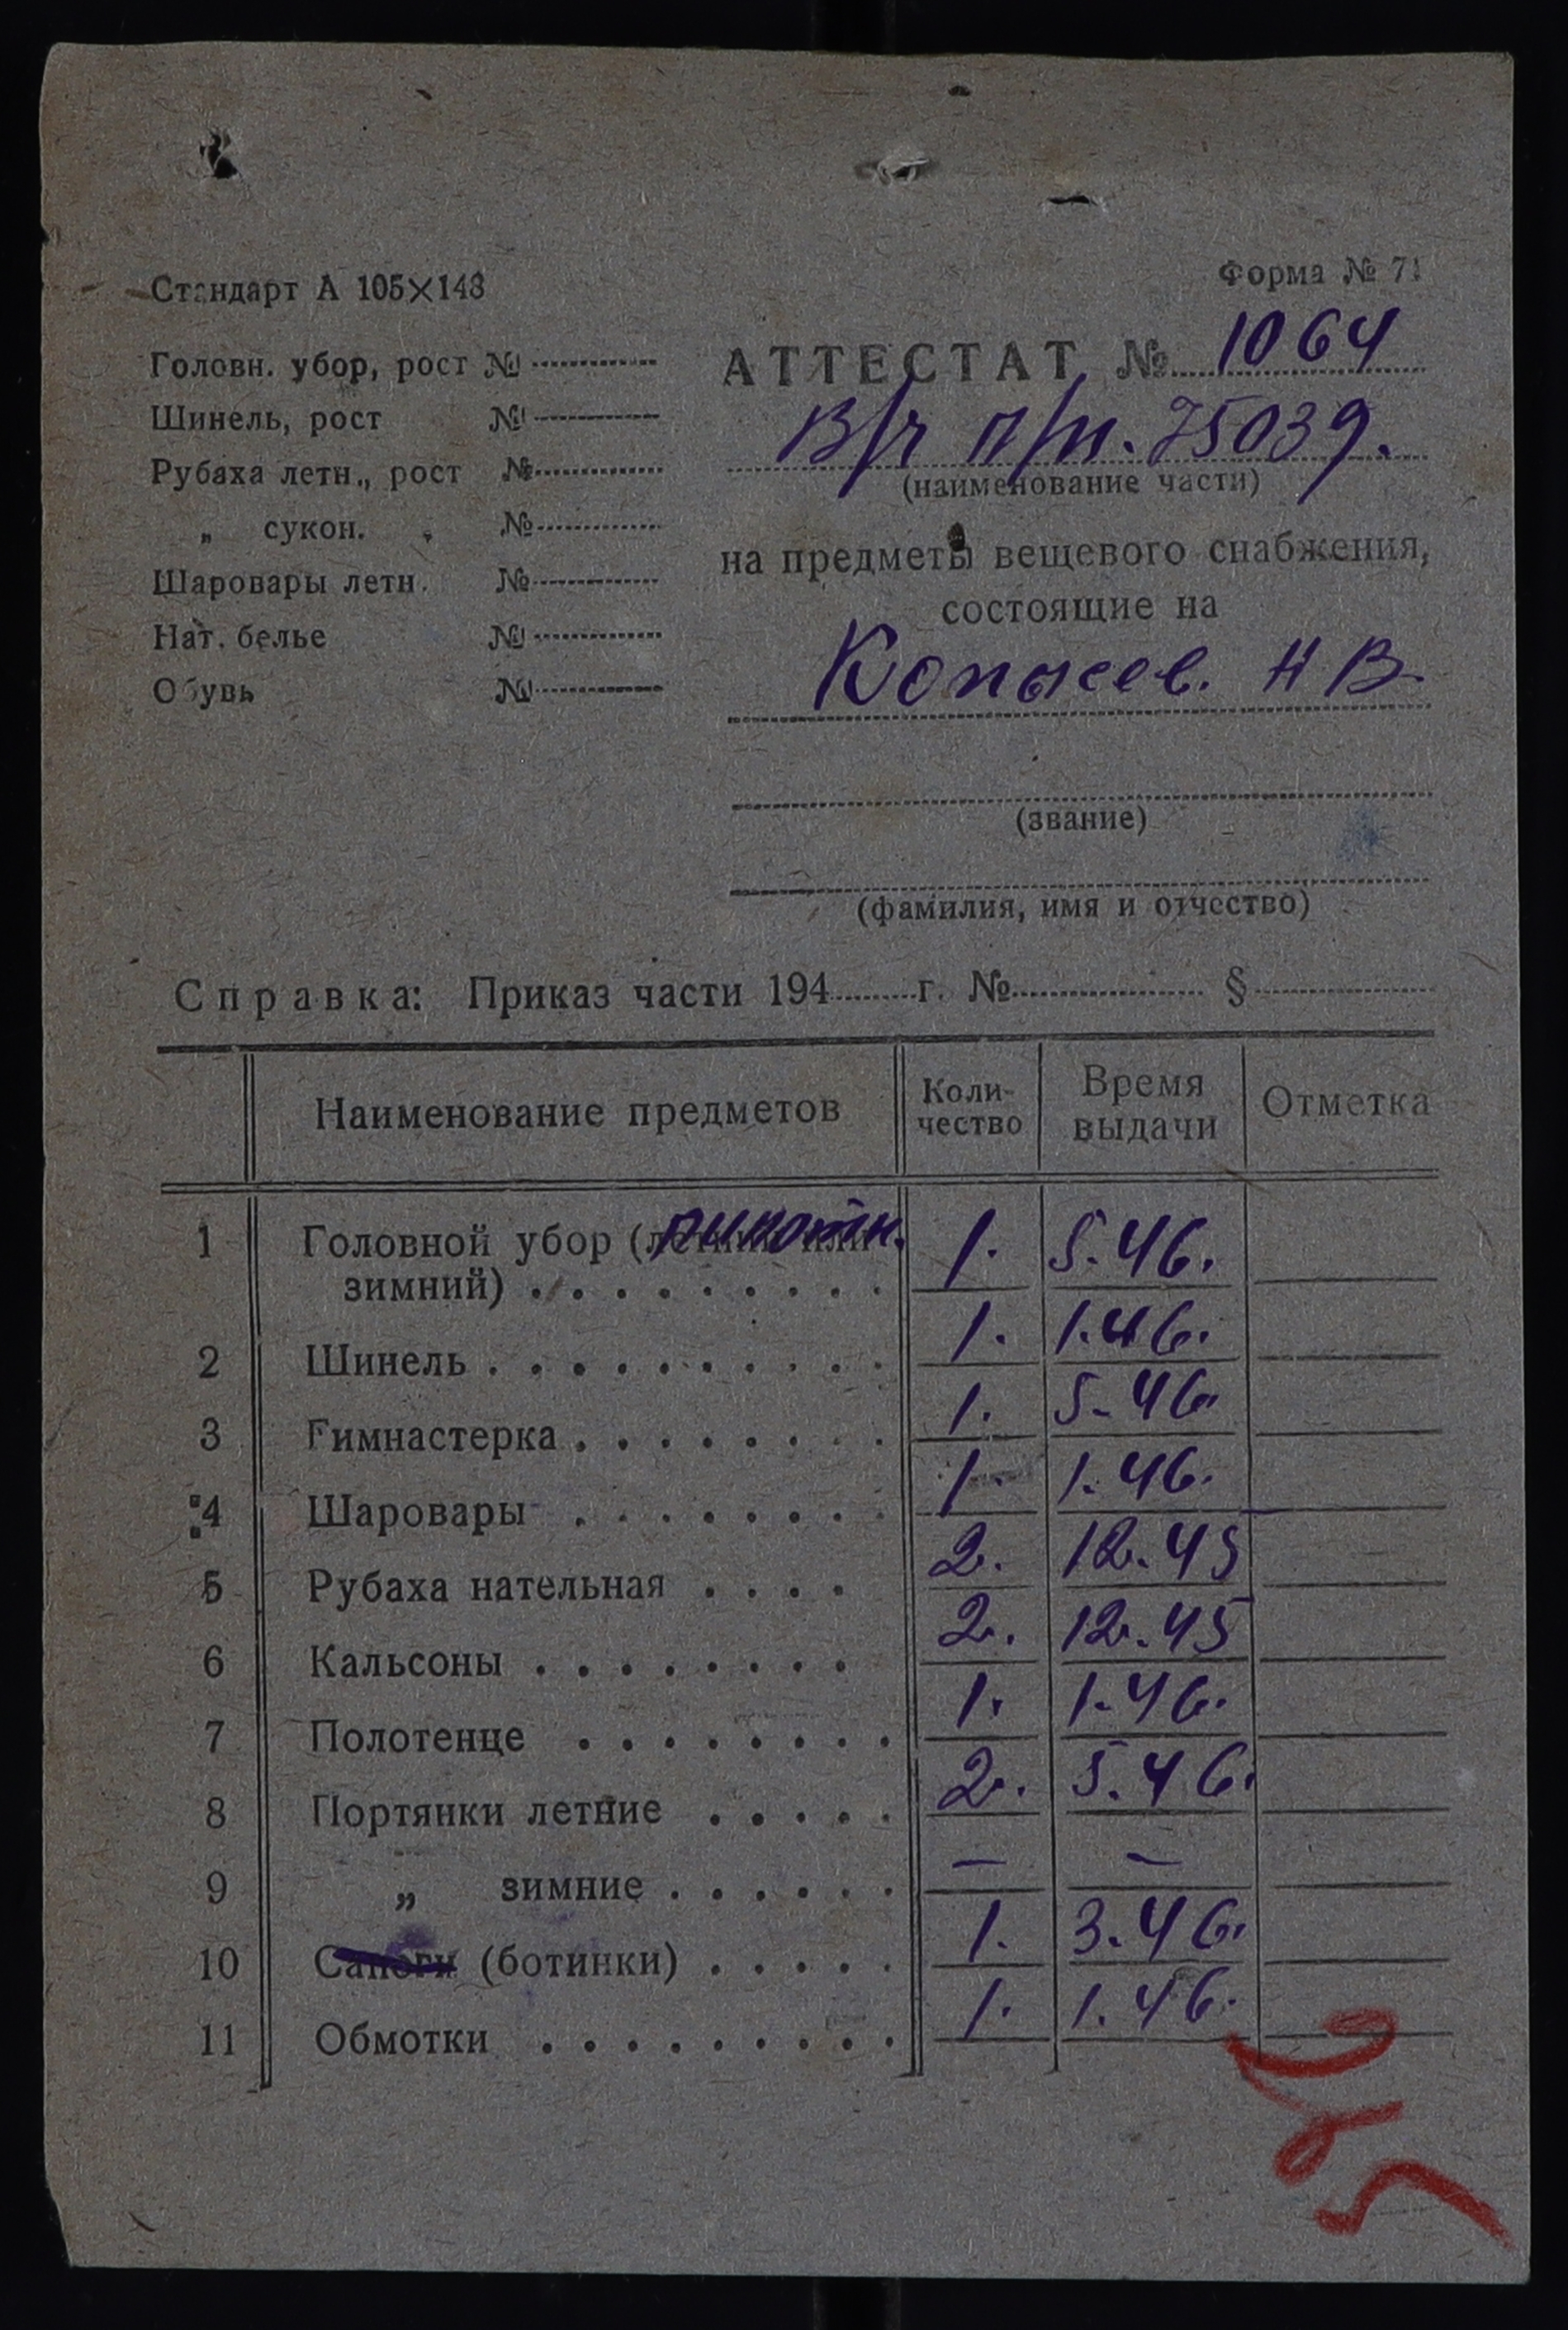 Стандарт А 105×148
Форма № 71
Головн. убор, рост №
Шинель, рост №
Рубаха летн., рост №
„ сукон. „ №
Шаровары летн. №
Нат. белье №
Обувь №
АТТЕСТАТ № 1064
В/ч п/п. 75039.
(наименование части)
на предметы вещевого снабжения,
состоящие на
Копысев. Н В.
(звание)
(фамилия, имя и отчество)
Справка: Приказ части 194 г. № §
Наименование предметов Коли-чество Время выдачи Отметка
1 Головной убор (летний или
зимний) 1. 5.46.
2 Шинель 1. 1.46.
3 Гимнастерка 1. 5.46.
4 Шаровары 1. 1.46.
5 Рубаха нательная 2. 12.45
6 Кальсоны 2. 12.45
7 Полотенце 1. 1.46.
8 Портянки летние 2. 5.46.
9 „ зимние — —
10 Сапоги (ботинки) 1. 3.46.
11 Обмотки 1. 1.46.